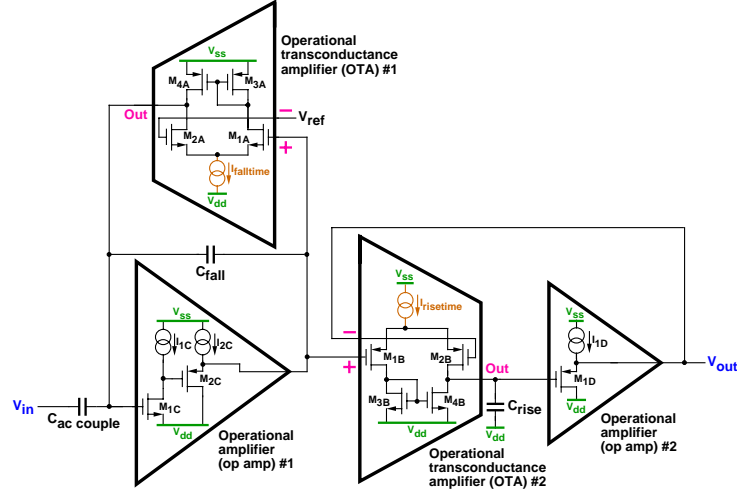 Operational
transconductance
amplifier (OTA) #1
Vss
M4A
M3A
Out
−
Vref
M2A
M1A
+
Ifalltime
Vdd
Cfall
Vss
I1C
I2C
M2C
M1C
Vin
Cac couple
Vdd
Operational
amplifier
(op amp) #1
Vss
Irisetime
−
M1B
M2B
+
Out
M3B
M4B
Vdd
Crise
Vdd
Operational
transconductance
amplifier (OTA) #2
Vss
I1D
M1D
Vdd
Vout
Operational
amplifier
(op amp) #2